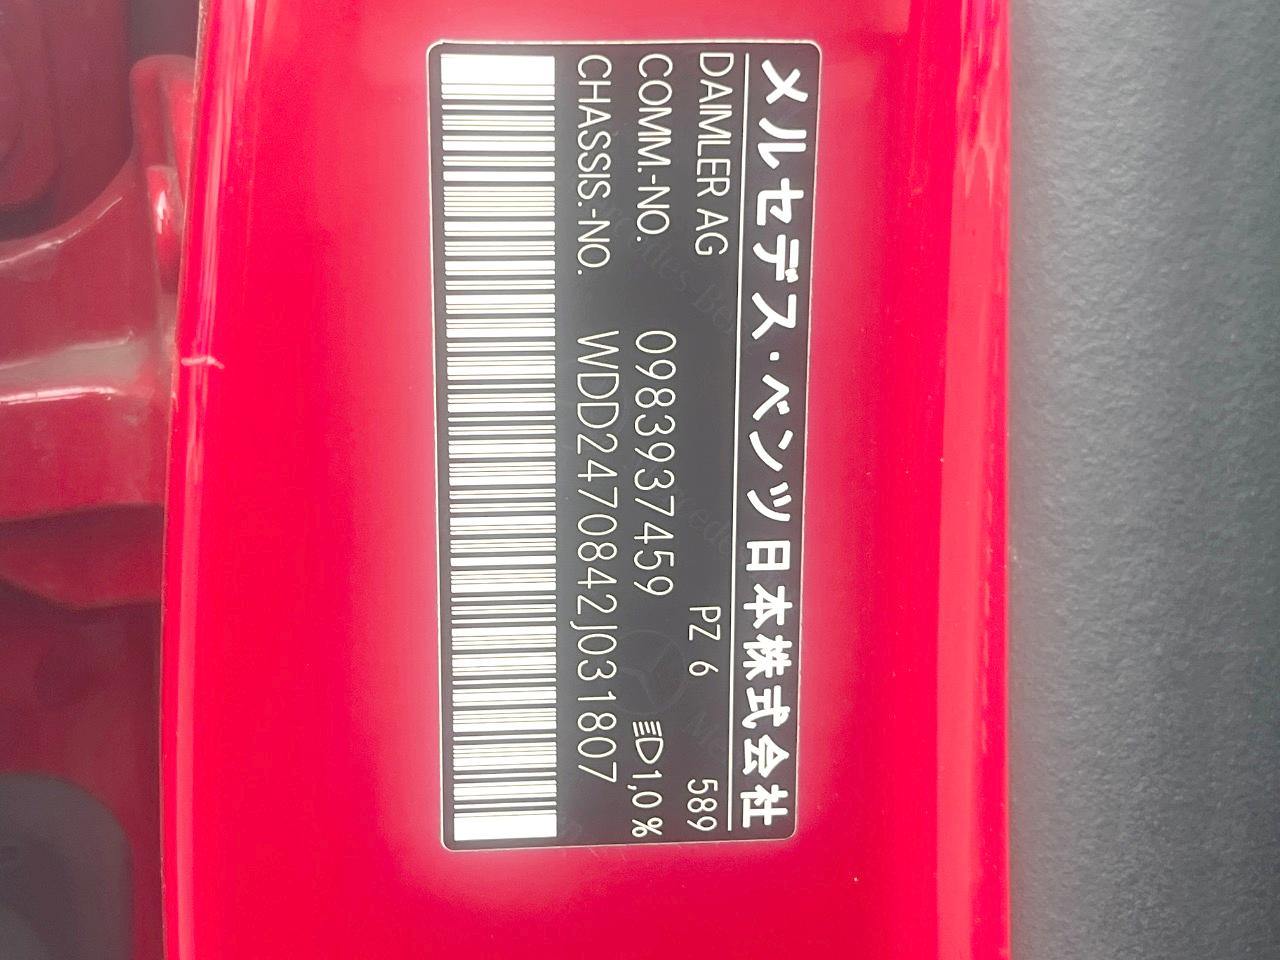 メルセデス・ベンツ日本株式会社
DAIMLER AG PZ 6 589
COMM.-NO. 0983937459 1,0 %
CHASSIS.-NO. WDD2470842J031807